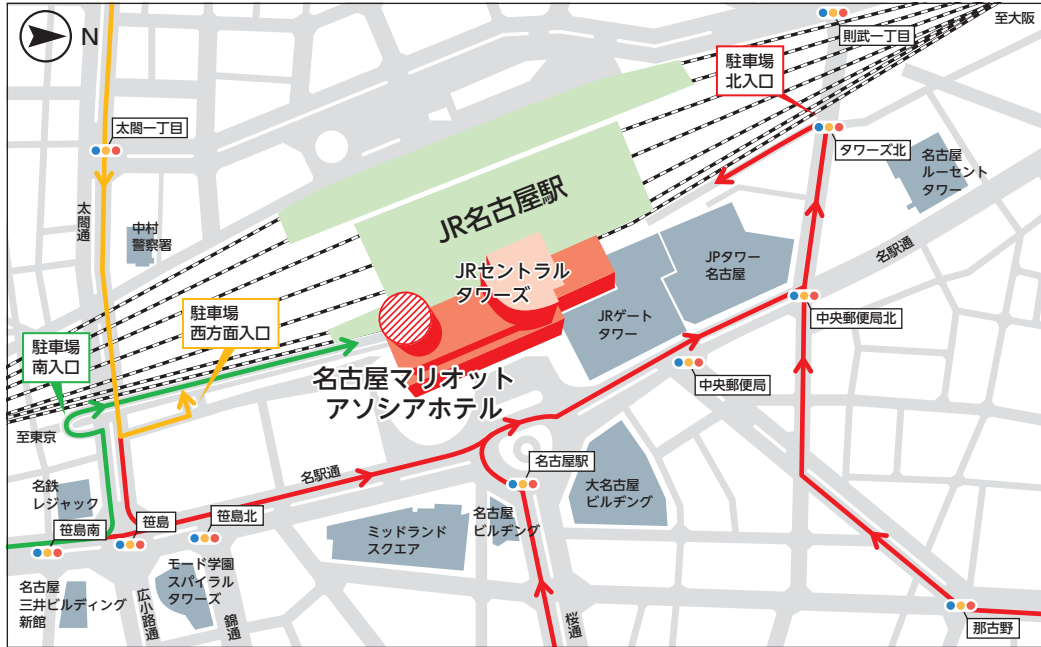 N
至大阪
則武一丁目
駐車場
北入口
太閤一丁目
タワーズ北
名古屋
ルーセント
タワー
太閤通
中村
警察署
JR名古屋駅
JRセントラル
タワーズ
JPタワー
名古屋
名駅通
駐車場
西方面入口
JRゲート
タワー
中央郵便局北
駐車場
南入口
中央郵便局
名古屋マリオット
アソシアホテル
至東京
名駅通
名古屋駅
大名古屋
ビルヂング
名鉄
レジャック
笹島南
笹島
笹島北
ミッドランド
スクエア
名古屋
ビルヂング
モード学園
スパイラル
タワーズ
名古屋
三井ビルディング
新館
広小路通
錦通
桜通
那古野